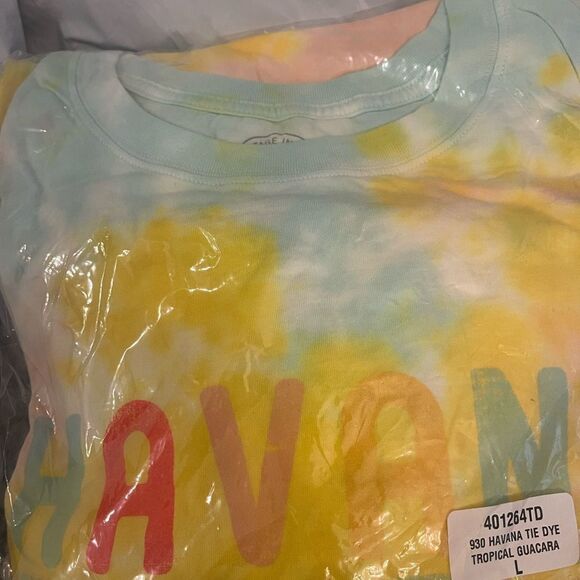 HAVAN
401264TD
930 HAVANA TIE DYE
TROPICAL GUACARA
L